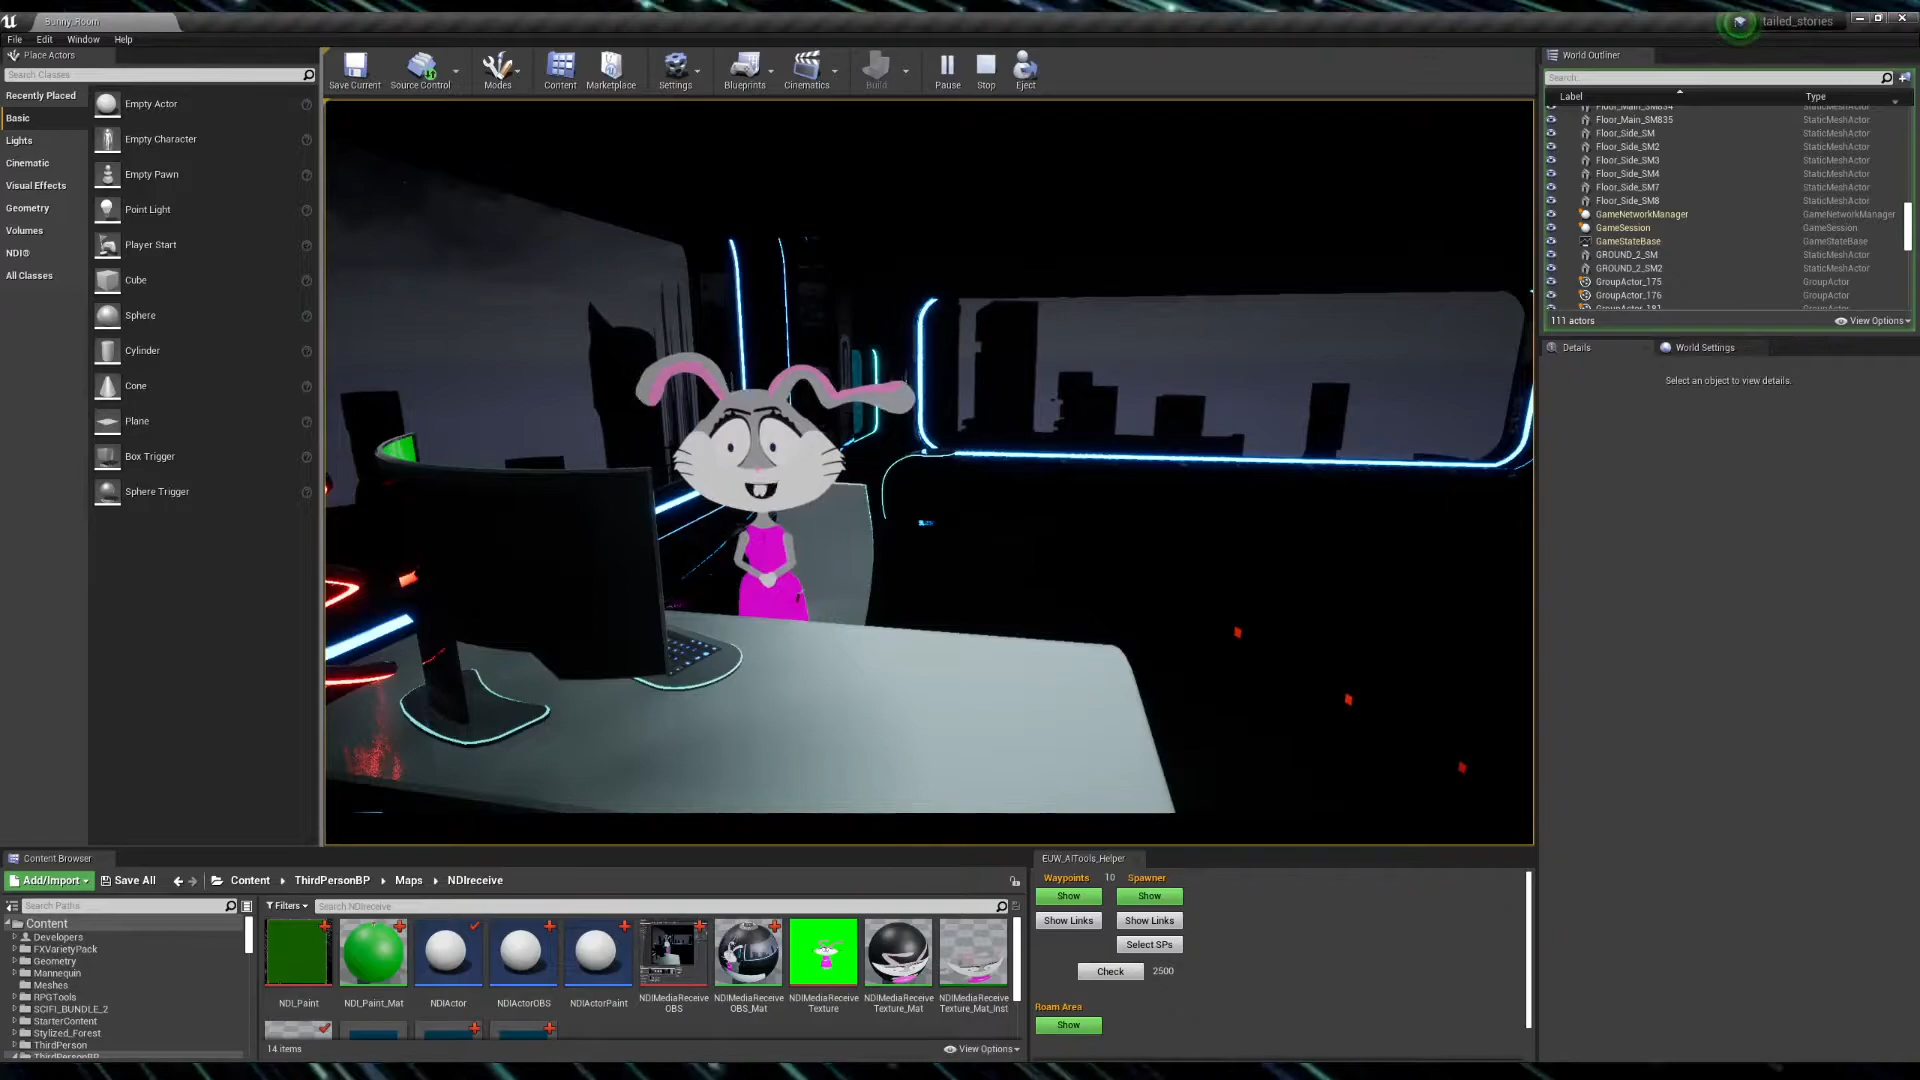 Bunny_Room
tailed_stories
File Edit Window Help
Place Actors
Search Classes
Recently Placed
Basic
Lights
Cinematic
Visual Effects
Geometry
Volumes
NDI®
All Classes
Empty Actor
Empty Character
Empty Pawn
Point Light
Player Start
Cube
Sphere
Cylinder
Cone
Plane
Box Trigger
Sphere Trigger
Save Current Source Control Modes Content Marketplace Settings Blueprints Cinematics Build Pause Stop Eject
World Outliner
Search...
Label Type
Floor_Main_SM834 StaticMeshActor
Floor_Main_SM835 StaticMeshActor
Floor_Side_SM StaticMeshActor
Floor_Side_SM2 StaticMeshActor
Floor_Side_SM3 StaticMeshActor
Floor_Side_SM4 StaticMeshActor
Floor_Side_SM7 StaticMeshActor
Floor_Side_SM8 StaticMeshActor
GameNetworkManager GameNetworkManager
GameSession GameSession
GameStateBase GameStateBase
GROUND_2_SM StaticMeshActor
GROUND_2_SM2 StaticMeshActor
GroupActor_175 GroupActor
GroupActor_176 GroupActor
GroupActor_181 GroupActor
111 actors View Options
Details World Settings
Select an object to view details.
Content Browser
Add/Import Save All Content ThirdPersonBP Maps NDIreceive
Search Paths
Filters Search NDIreceive
Content
Developers
FXVarietyPack
Geometry
Mannequin
Meshes
RPGTools
SCIFI_BUNDLE_2
StarterContent
Stylized_Forest
ThirdPerson
ThirdPersonBP
NDI_Paint
NDI_Paint_Mat
NDIActor
NDIActorOBS
NDIActorPaint
NDIMediaReceive
OBS
NDIMediaReceive
OBS_Mat
NDIMediaReceive
Texture
NDIMediaReceive
Texture_Mat
NDIMediaReceive
Texture_Mat_Inst
14 items View Options
EUW_AITools_Helper
Waypoints 10 Spawner
Show Show
Show Links Show Links
Select SPs
Check 2500
Roam Area
Show